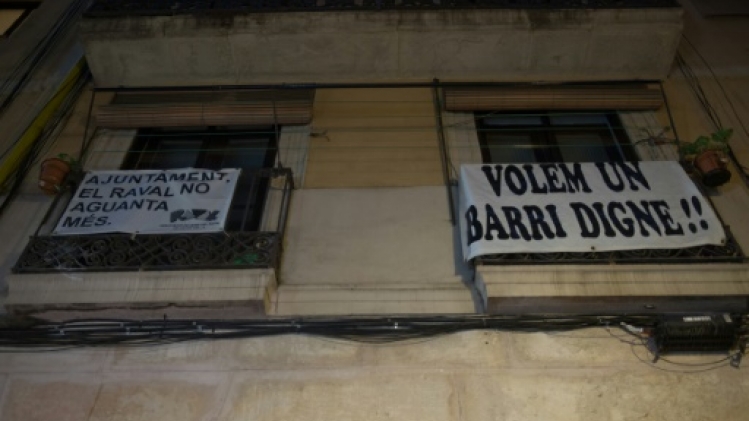 AJUNTAMENT,
EL RAVAL NO
AGUANTA
MÉS.
VOLEM UN
BARRI DIGNE!!